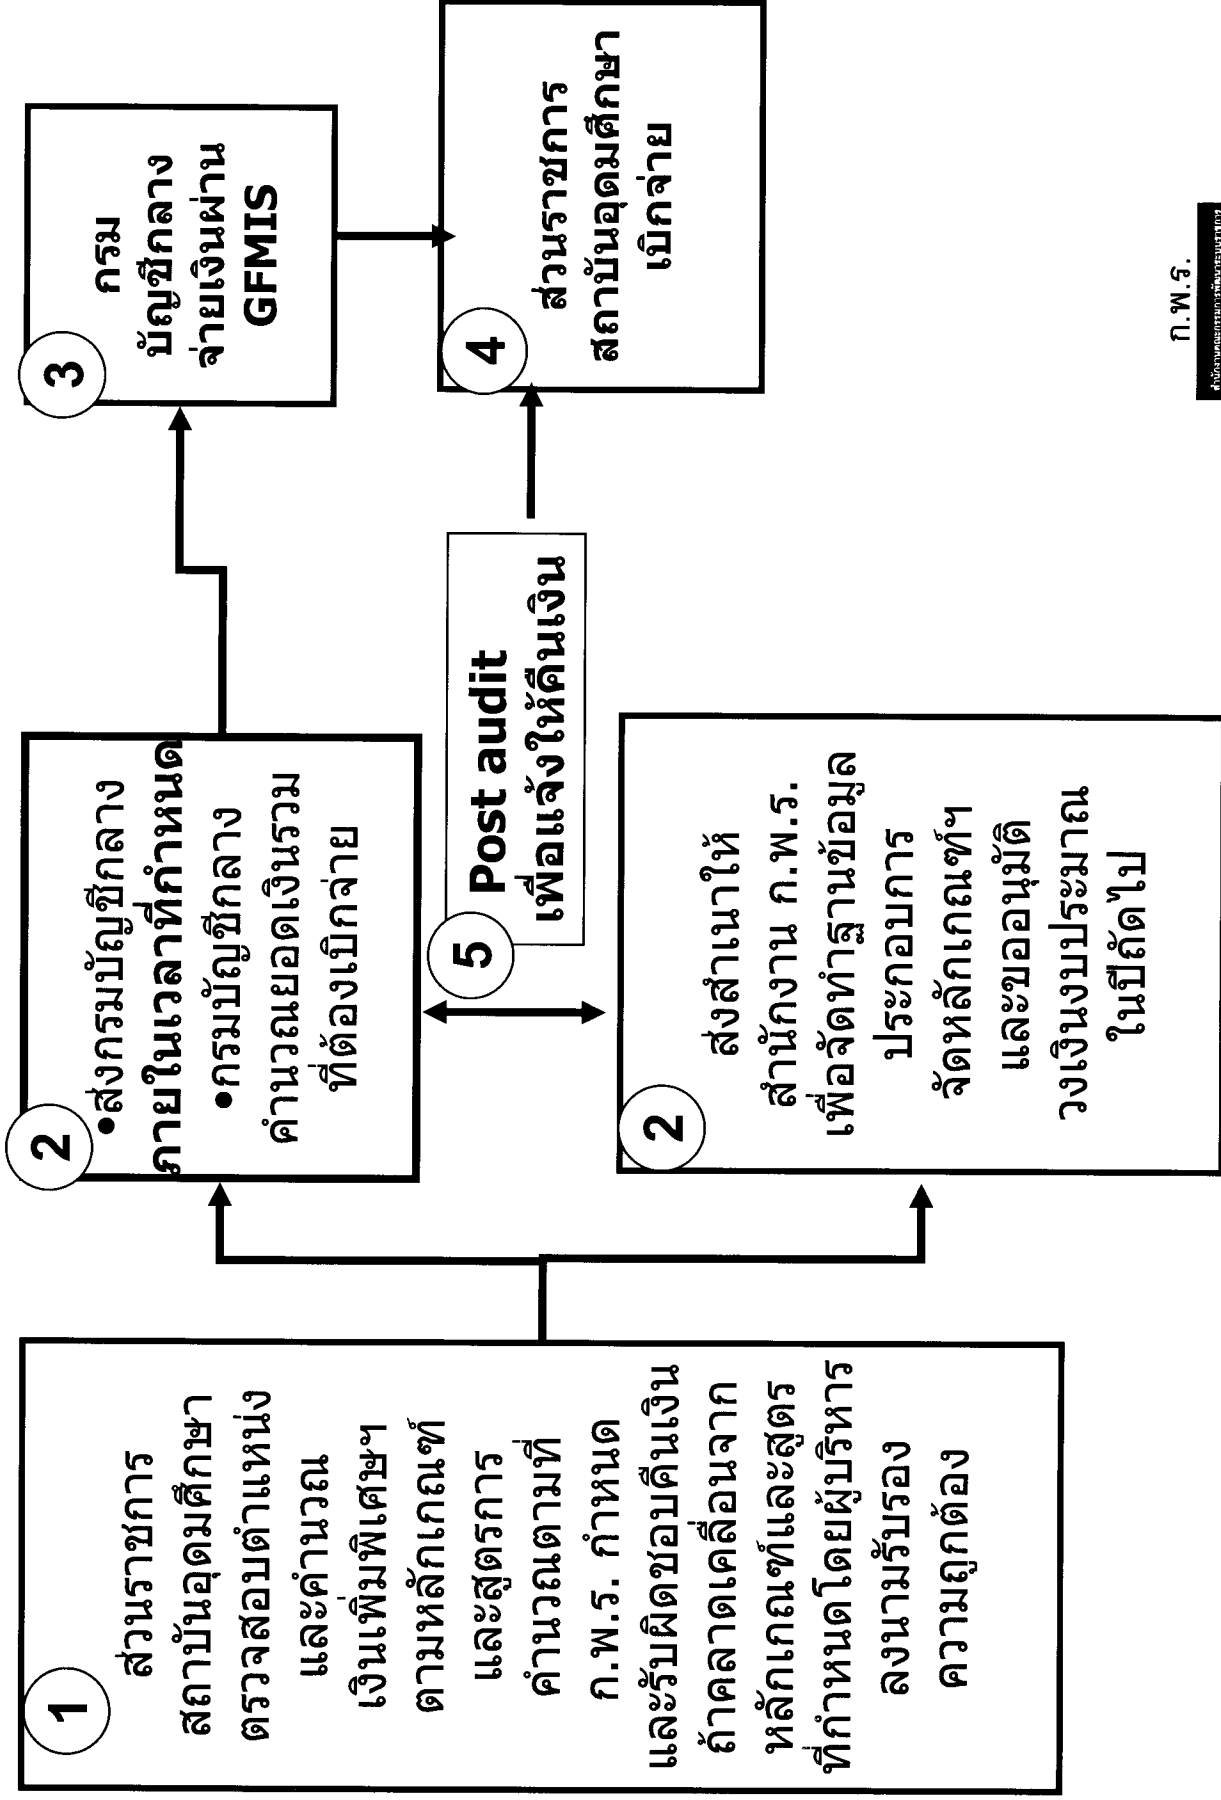 1
ส่วนราชการ
สถาบันอุดมศึกษา
ตรวจสอบตำแหน่ง
และคำนวณ
เงินเพิ่มพิเศษฯ
ตามหลักเกณฑ์
และสูตรการ
คำนวณตามที่
ก.พ.ร. กำหนด
และรับผิดชอบคืนเงิน
ถ้าคลาดเคลื่อนจาก
หลักเกณฑ์และสูตร
ที่กำหนดโดยผู้บริหาร
ลงนามรับรอง
ความถูกต้อง
2
•ส่งกรมบัญชีกลาง
ภายในเวลาที่กำหนด
•กรมบัญชีกลาง
คำนวณยอดเงินรวม
ที่ต้องเบิกจ่าย
2
ส่งสำเนาให้
สำนักงาน ก.พ.ร.
เพื่อจัดทำฐานข้อมูล
ประกอบการ
จัดหลักเกณฑ์ฯ
และขออนุมัติ
วงเงินงบประมาณ
ในปีถัดไป
3
กรม
บัญชีกลาง
จ่ายเงินผ่าน
GFMIS
4
ส่วนราชการ
สถาบันอุดมศึกษา
เบิกจ่าย
5
Post audit
เพื่อแจ้งให้คืนเงิน
ก.พ.ร.